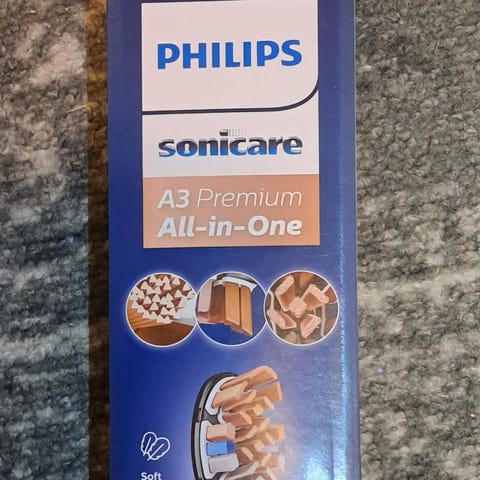 PHILIPS
sonicare
A3 Premium
All-in-One
Soft